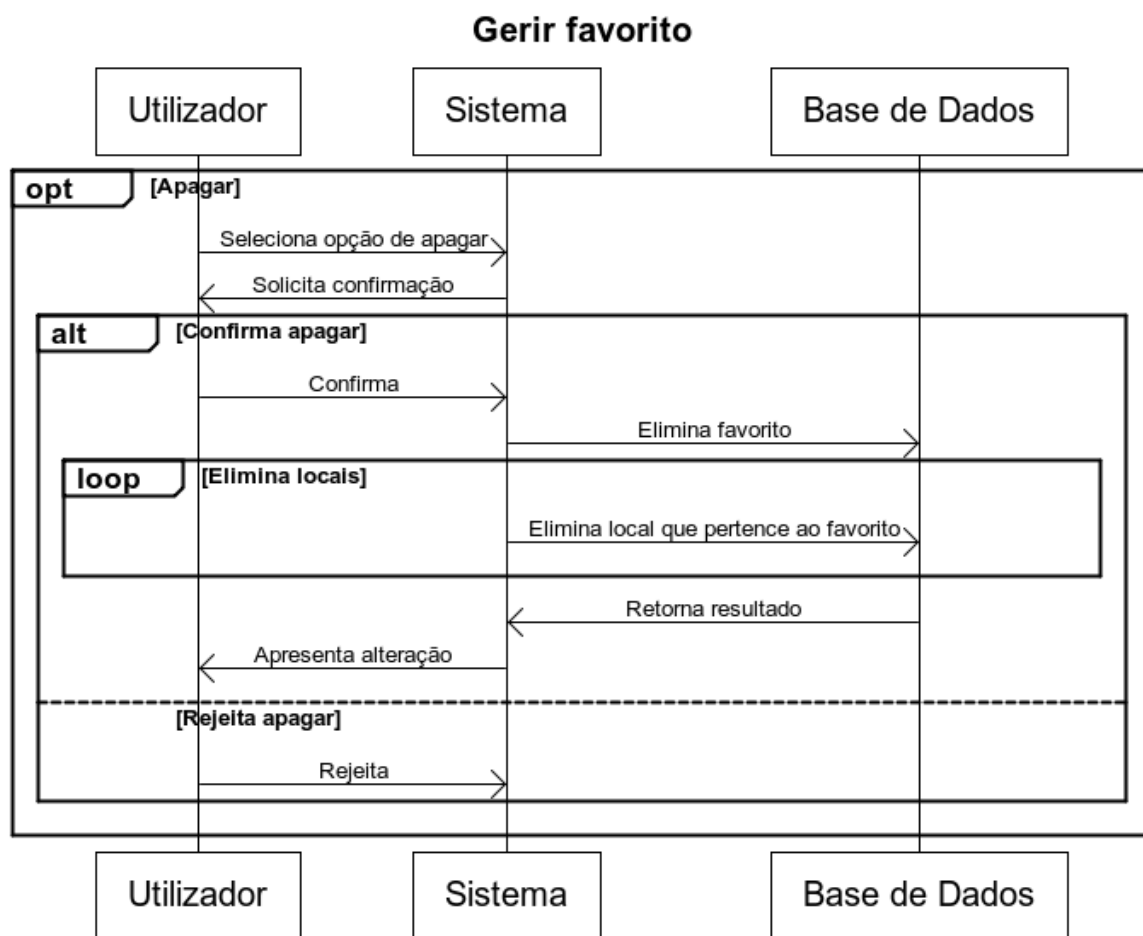 Gerir favorito
Utilizador
Sistema
Base de Dados
opt
[Apagar]
Seleciona opção de apagar
Solicita confirmação
alt
[Confirma apagar]
Confirma
Elimina favorito
loop
[Elimina locais]
Elimina local que pertence ao favorito
Retorna resultado
Apresenta alteração
[Rejeita apagar]
Rejeita
Utilizador
Sistema
Base de Dados